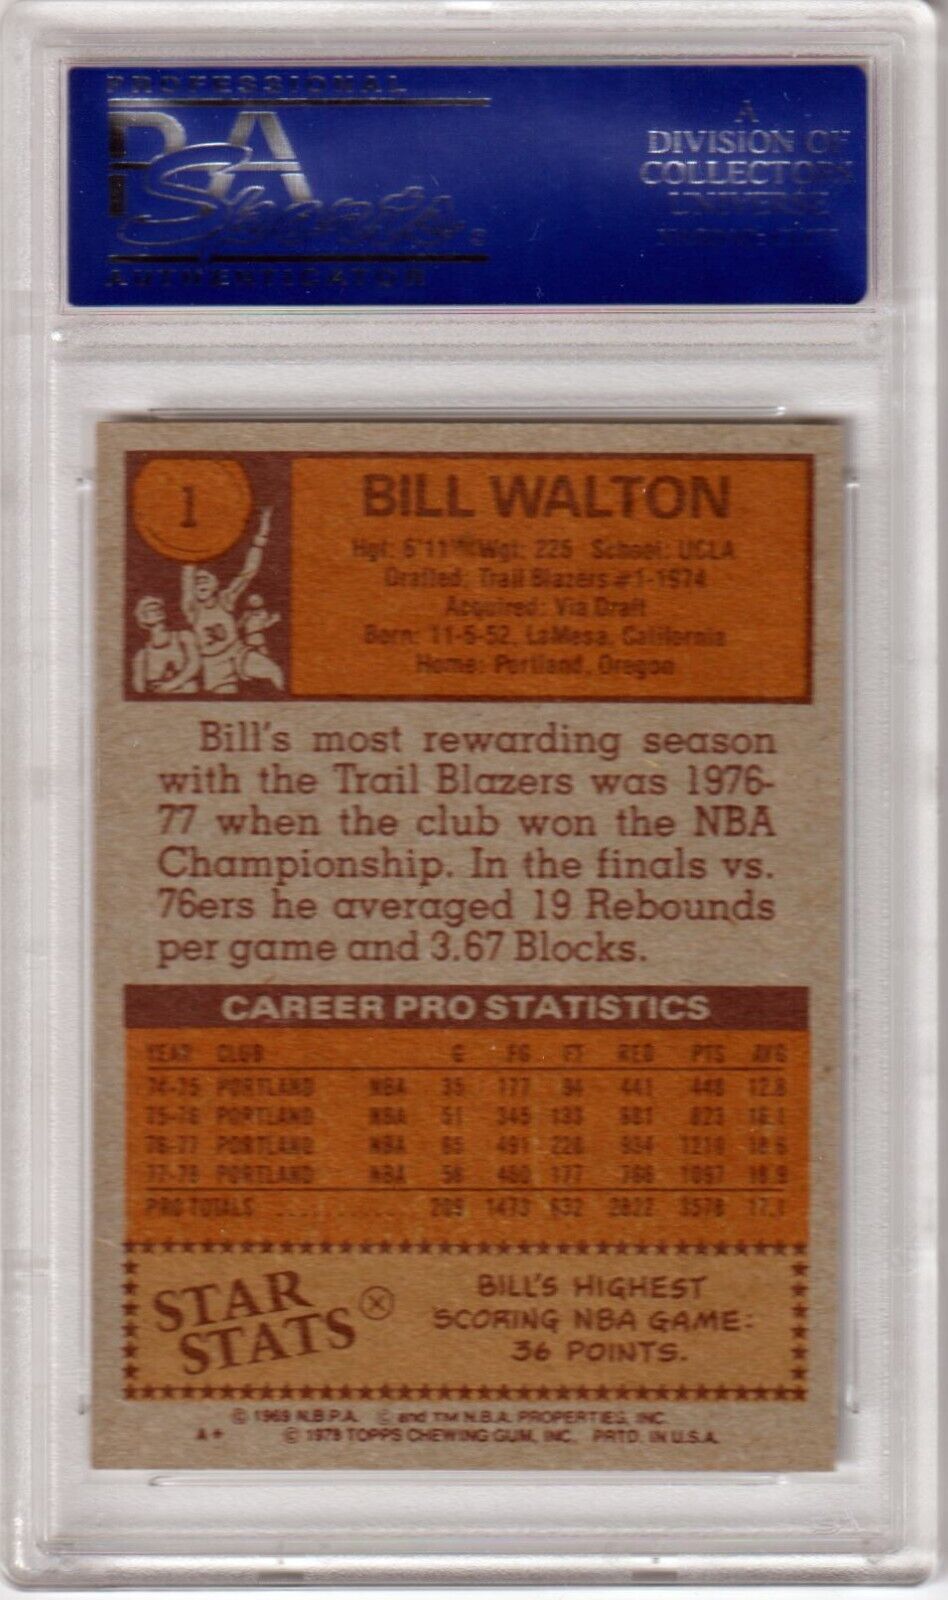 PROFESSIONAL
PSA
Sports
AUTHENTICATOR
A
DIVISION OF
COLLECTORS
UNIVERSE
1
30
BILL WALTON
Hgt: 6'11" Wgt: 225 School: UCLA
Drafted: Trail Blazers #1-1974
Acquired: Via Draft
Born: 11-5-52, LaMesa, California
Home: Portland, Oregon
Bill's most rewarding season
with the Trail Blazers was 1976-
77 when the club won the NBA
Championship. In the finals vs.
76ers he averaged 19 Rebounds
per game and 3.67 Blocks.
CAREER PRO STATISTICS
YEAR CLUB G FG FT REB PTS AVG
74-75 PORTLAND NBA 35 177 94 441 448 12.8
75-76 PORTLAND NBA 51 345 133 681 823 16.1
76-77 PORTLAND NBA 65 491 228 934 1210 18.6
77-78 PORTLAND NBA 58 460 177 766 1097 18.9
PRO TOTALS 209 1473 632 2822 3578 17.1
STAR
STATS
BILL'S HIGHEST
SCORING NBA GAME:
36 POINTS.
© 1969 N.B.P.A. © and TM N.B.A. PROPERTIES, INC.
A* © 1978 TOPPS CHEWING GUM, INC. PRTD. IN U.S.A.